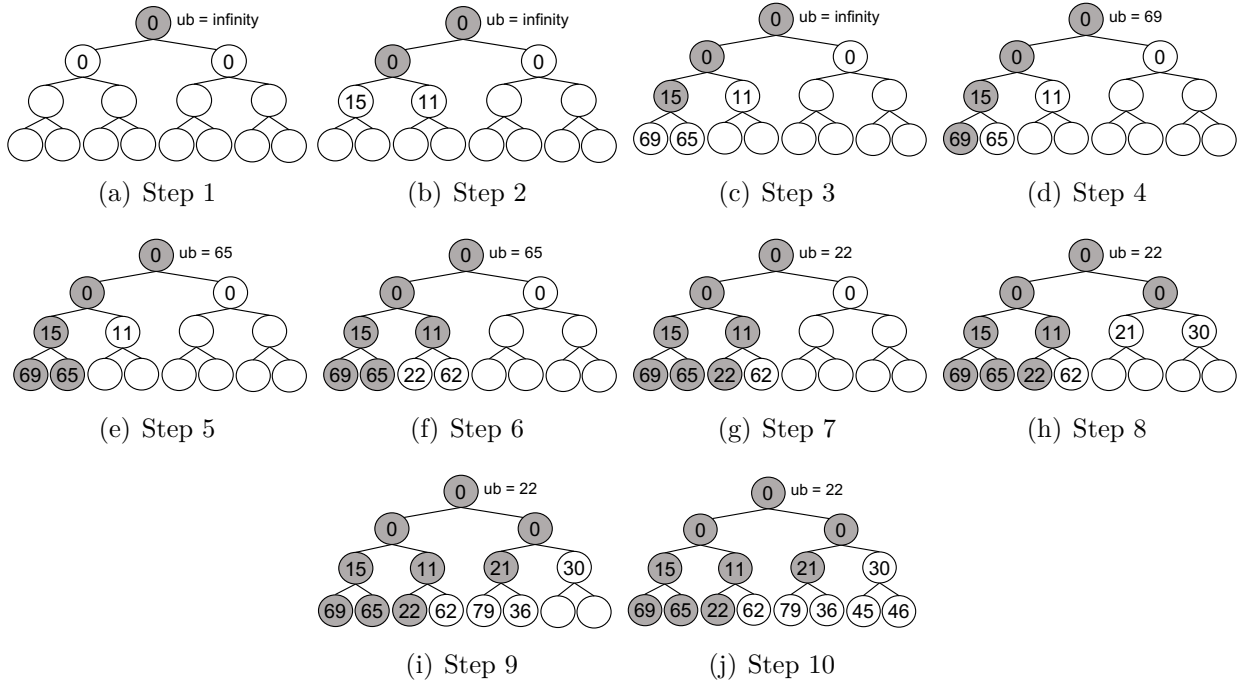 0 ub = infinity 0 ub = infinity 0 ub = infinity 0 ub = 69
0 0 0 0 0 0 0 0
15 11 15 11 15 11
69 65 69 65
(a) Step 1 (b) Step 2 (c) Step 3 (d) Step 4
0 ub = 65 0 ub = 65 0 ub = 22 0 ub = 22
0 0 0 0 0 0 0 0
15 11 15 11 15 11 15 11 21 30
69 65 69 65 22 62 69 65 22 62 69 65 22 62
(e) Step 5 (f) Step 6 (g) Step 7 (h) Step 8
0 ub = 22 0 ub = 22
0 0 0 0
15 11 21 30 15 11 21 30
69 65 22 62 79 36 69 65 22 62 79 36 45 46
(i) Step 9 (j) Step 10